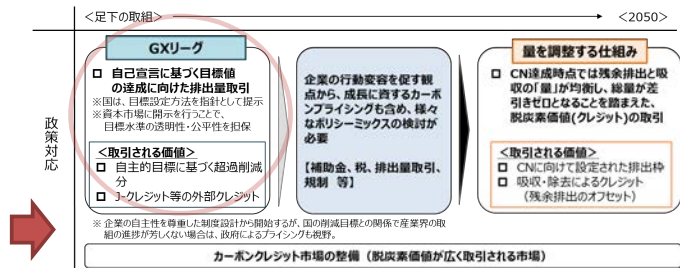 ＜足下の取組＞
＜2050＞
政策対応
GXリーグ
□ 自己宣言に基づく目標値
の達成に向けた排出量取引
※国は、目標設定方法を指針として提示
※資本市場に開示を行うことで、
目標水準の透明性・公平性を担保
＜取引される価値＞
□ 自主的目標に基づく超過削減
分
□ J-クレジット等の外部クレジット
企業の行動変容を促す観
点から、成長に資するカーボ
ンプライシングも含め、様々
なポリシーミックスの検討が
必要
【補助金、税、排出量取引、
規制 等】
量を調整する仕組み
□ CN達成時点では残余排出と吸
収の「量」が均衡し、総量が差
引きゼロとなることを踏まえた、
脱炭素価値(クレジット)の取引
＜取引される価値＞
□ CNに向けて設定された排出枠
□ 吸収・除去によるクレジット
（残余排出のオフセット）
※ 企業の自主性を尊重した制度設計から開始するが、国の削減目標との関係で産業界の取
組の進捗が芳しくない場合は、政府によるプライシングも視野。
カーボンクレジット市場の整備（脱炭素価値が広く取引される市場）